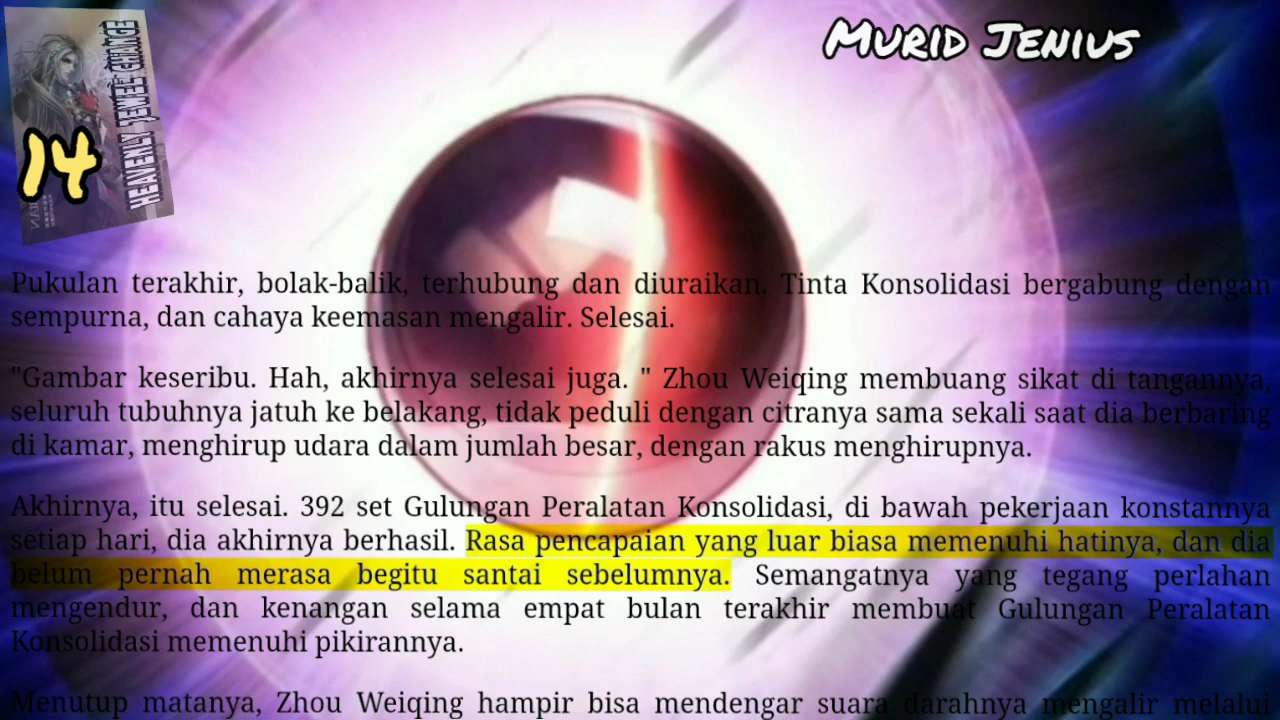 Murid Jenius
HEAVENLY JEWEL CHANGE
14
Pukulan terakhir, bolak-balik, terhubung dan diuraikan. Tinta Konsolidasi bergabung dengan
sempurna, dan cahaya keemasan mengalir. Selesai.
"Gambar keseribu. Hah, akhirnya selesai juga. " Zhou Weiqing membuang sikat di tangannya,
seluruh tubuhnya jatuh ke belakang, tidak peduli dengan citranya sama sekali saat dia berbaring
di kamar, menghirup udara dalam jumlah besar, dengan rakus menghirupnya.
Akhirnya, itu selesai. 392 set Gulungan Peralatan Konsolidasi, di bawah pekerjaan konstannya
setiap hari, dia akhirnya berhasil. Rasa pencapaian yang luar biasa memenuhi hatinya, dan dia
belum pernah merasa begitu santai sebelumnya. Semangatnya yang tegang perlahan
mengendur, dan kenangan selama empat bulan terakhir membuat Gulungan Peralatan
Konsolidasi memenuhi pikirannya.
Menutup matanya, Zhou Weiqing hampir bisa mendengar suara darahnya mengalir melalui